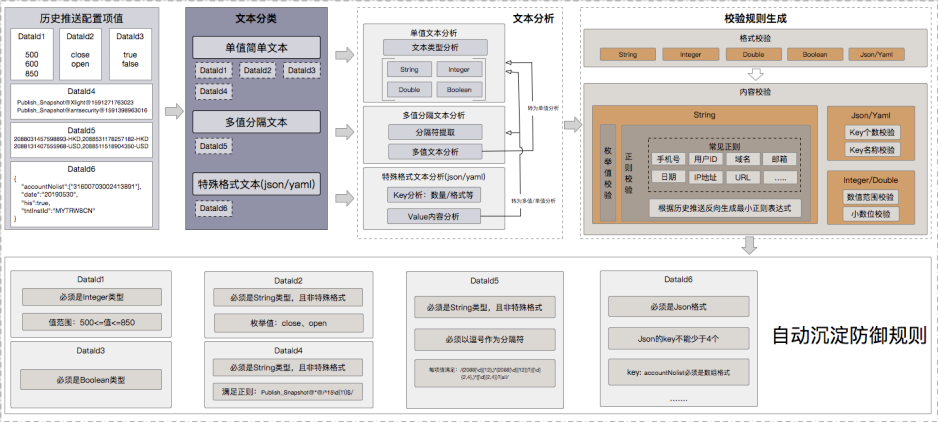 历史推送配置项值
DataId1
500
600
850
DataId2
close
open
DataId3
true
false
DataId4
Publish_Snapshot@Xlight@1591271763023
Publish_Snapshot@antsecurity@1591398963016
DataId5
2088031457598893-HKD,2088531178257182-HKD
2088131407555968-USD,2088511518904350-USD
DataId6
{
"accountNolist":["31600703002413891"],
"date":"20190530",
"his":true,
"tntInstId":"MYTRW8CN"
}
文本分类
单值简单文本
DataId1
DataId2
DataId3
DataId4
多值分隔文本
DataId5
特殊格式文本(json/yaml)
DataId6
文本分析
单值文本分析
文本类型分析
String
Integer
Double
Boolean
多值分隔文本分析
分隔符提取
多值文本分析
特殊格式文本分析(json/yaml)
Key分析：数量/格式等
Value内容分析
转为单值分析
转为多值/单值分析
校验规则生成
格式校验
String
Integer
Double
Boolean
Json/Yaml
内容校验
String
枚举值校验
正则校验
常见正则
手机号
用户ID
域名
邮箱
日期
IP地址
URL
.....
根据历史推送反向生成最小正则表达式
Json/Yaml
Key个数校验
Key名称校验
Integer/Double
数值范围校验
小数位校验
DataId1
必须是Integer类型
值范围：500<=值<=850
DataId3
必须是Boolean类型
DataId2
必须是String类型，且非特殊格式
枚举值：close、open
DataId4
必须是String类型，且非特殊格式
满足正则：
DataId5
必须是String类型，且非特殊格式
必须以逗号作为分隔符
每项值满足：
DataId6
必须是Json格式
Json的key不能少于4个
key: accountNolist必须是数组格式
.......
自动沉淀防御规则